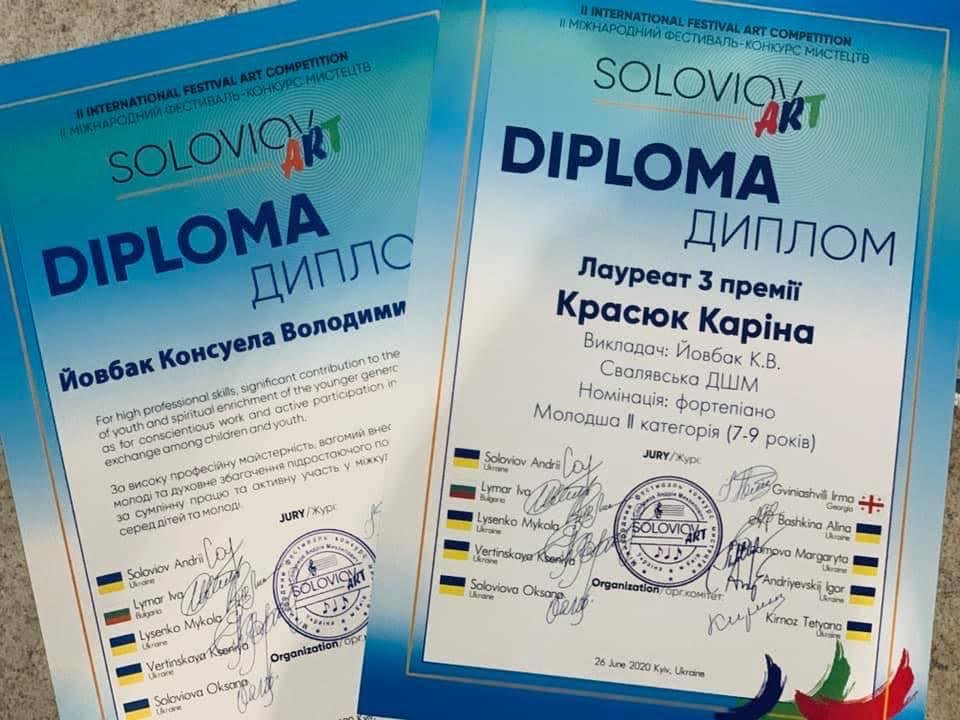 II INTERNATIONAL FESTIVAL ART COMPETITION
II МІЖНАРОДНИЙ ФЕСТИВАЛЬ-КОНКУРС МИСТЕЦТВ
SOLOVIOV
ART
DIPLOMA
ДИПЛО
Йовбак Консуела Володими
For high professional skills, significant contribution to the
of youth and spiritual enrichment of the younger generc
as for conscientious work and active participation in
exchange among children and youth.
За високу професійну майстерність, вагомий внес
молоді та духовне збагачення підростаючого по
за сумлінну працю та активну участь у міжку
серед дітей та молоді.
JURY/Журі:
Soloviov Andrii
Ukraine
Lymar Iva
Bulgaria
Lysenko Mykola
Ukraine
Vertinskaya Kseniya
Ukraine
Soloviova Oksana
Ukraine
SOLOVIOV
ART
Organization/орг.
II INTERNATIONAL FESTIVAL ART COMPETITION
II МІЖНАРОДНИЙ ФЕСТИВАЛЬ-КОНКУРС МИСТЕЦТВ
SOLOVIOV
ART
DIPLOMA
ДИПЛОМ
Лауреат 3 премії
Красюк Каріна
Викладач: Йовбак К.В.
Свалявська ДШМ
Номінація: фортепіано
Молодша II категорія (7-9 років)
JURY/Журі:
Soloviov Andrii
Ukraine
Lymar Iva
Bulgaria
Lysenko Mykola
Ukraine
Vertinskaya Kseniya
Ukraine
Soloviova Oksana
Ukraine
SOLOVIOV
ART
Gviniashvili Irma
Georgia
Bashkina Alina
Ukraine
Margaryta
Ukraine
Andriyevskij Igor
Ukraine
Organization/орг.комітет:
Kirnoz Tetyana
Ukraine
26 June 2020 Kyiv, Ukraine